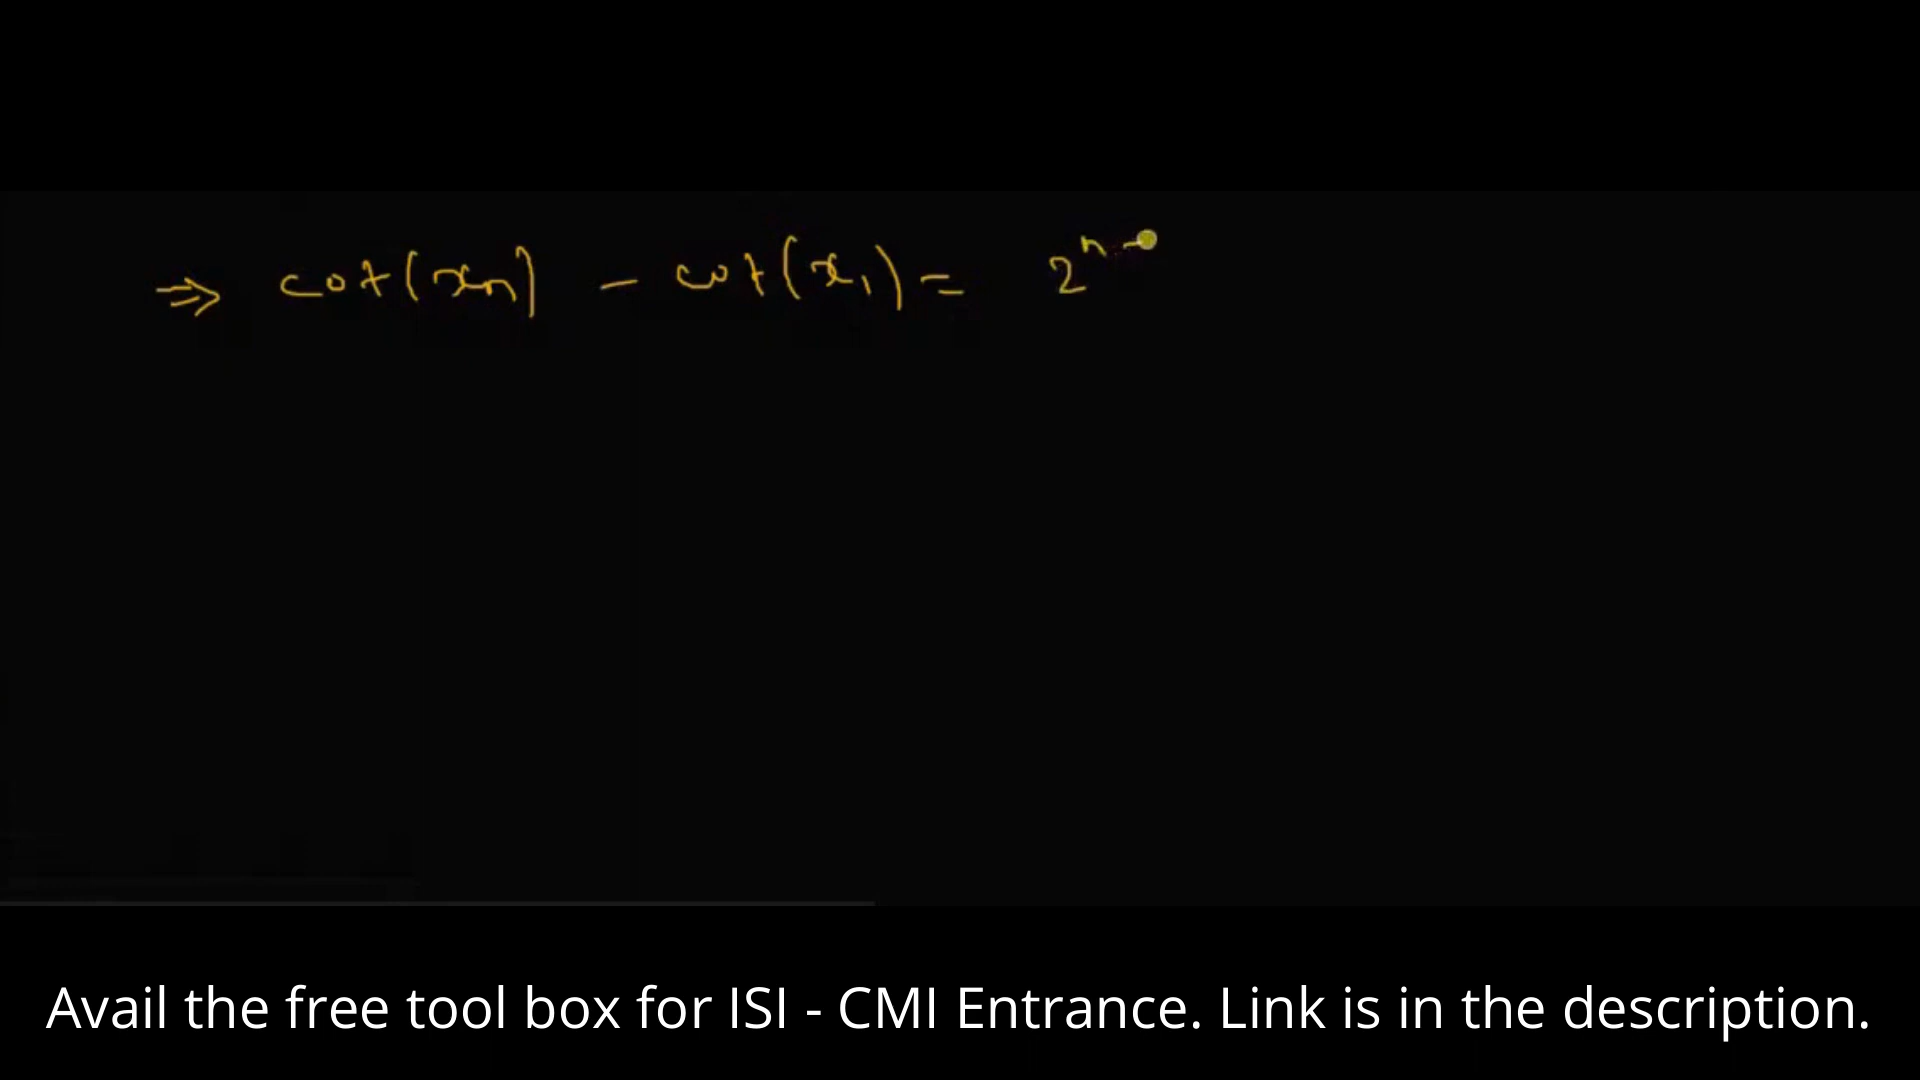 ⇒ cot(xn) - cot(x1) = 2^n -
Avail the free tool box for ISI - CMI Entrance. Link is in the description.